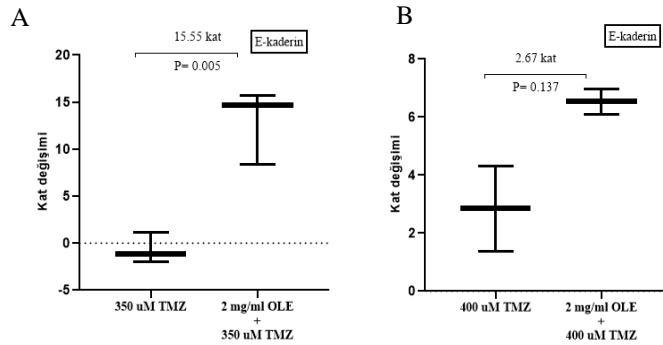 A
15.55 kat
E-kaderin
P= 0.005
Kat değişimi
20
15
10
5
0
-5
350 uM TMZ
2 mg/ml OLE
+
350 uM TMZ
B
2.67 kat
E-kaderin
P= 0.137
Kat değişimi
8
6
4
2
0
400 uM TMZ
2 mg/ml OLE
+
400 uM TMZ